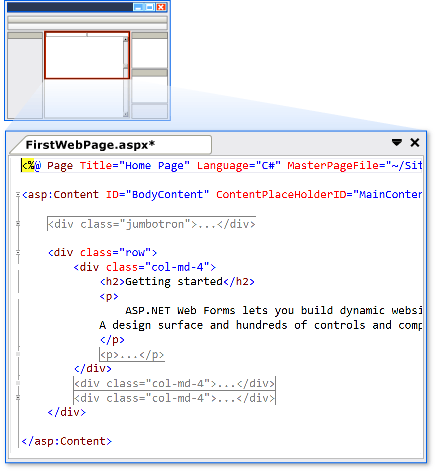 FirstWebPage.aspx*
<%@ Page Title="Home Page" Language="C#" MasterPageFile="~/Sit
<asp:Content ID="BodyContent" ContentPlaceHolderID="MainConten
<div class="jumbotron">...</div>
<div class="row">
<div class="col-md-4">
<h2>Getting started</h2>
<p>
ASP.NET Web Forms lets you build dynamic websi
A design surface and hundreds of controls and comp
</p>
<p>...</p>
</div>
<div class="col-md-4">...</div>
<div class="col-md-4">...</div>
</div>
</asp:Content>